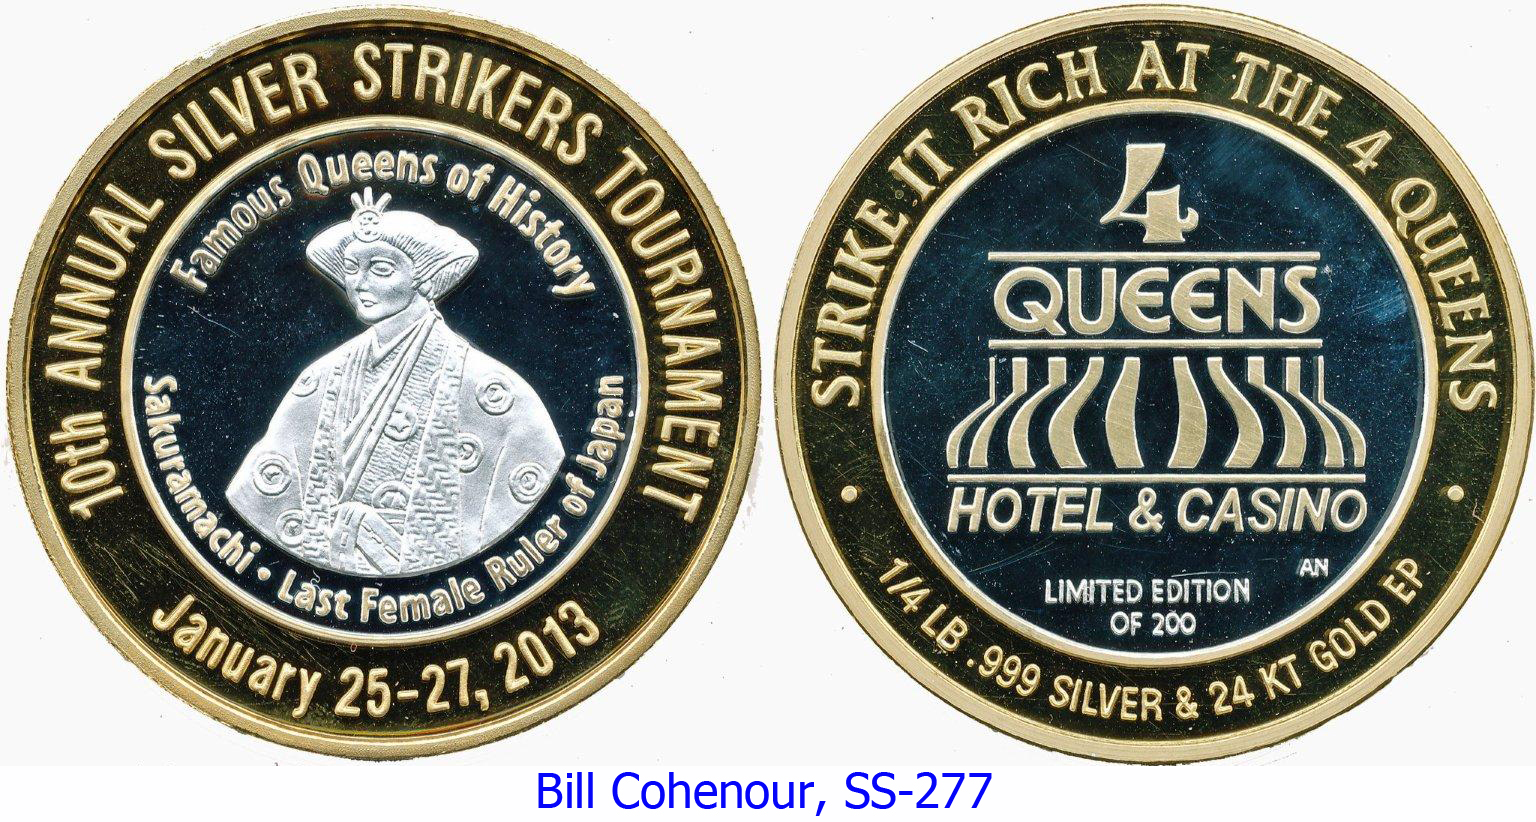 10th ANNUAL SILVER STRIKERS TOURNAMENT
Famous Queens of History
Sakuramachi • Last Female Ruler of Japan
January 25-27, 2013
STRIKE IT RICH AT THE 4 QUEENS
4
QUEENS
HOTEL & CASINO
AN
LIMITED EDITION
OF 200
• 1/4 LB .999 SILVER & 24 KT GOLD EP •
Bill Cohenour, SS-277